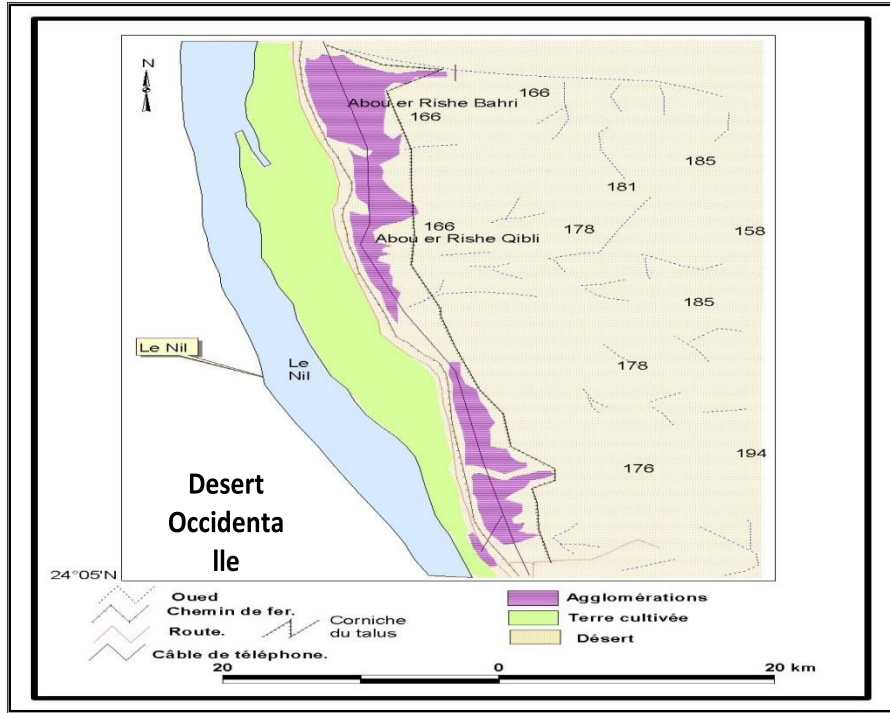 N
166
Abou er Rishe Bahri
166
185
181
166
178
158
Abou er Rishe Qibli
185
Le Nil
Le
Nil
178
194
176
Desert
Occidenta
lle
24°05'N
Oued
Chemin de fer.
Route.
Câble de téléphone.
Corniche
du talus
Agglomérations
Terre cultivée
Désert
20
0
20 km